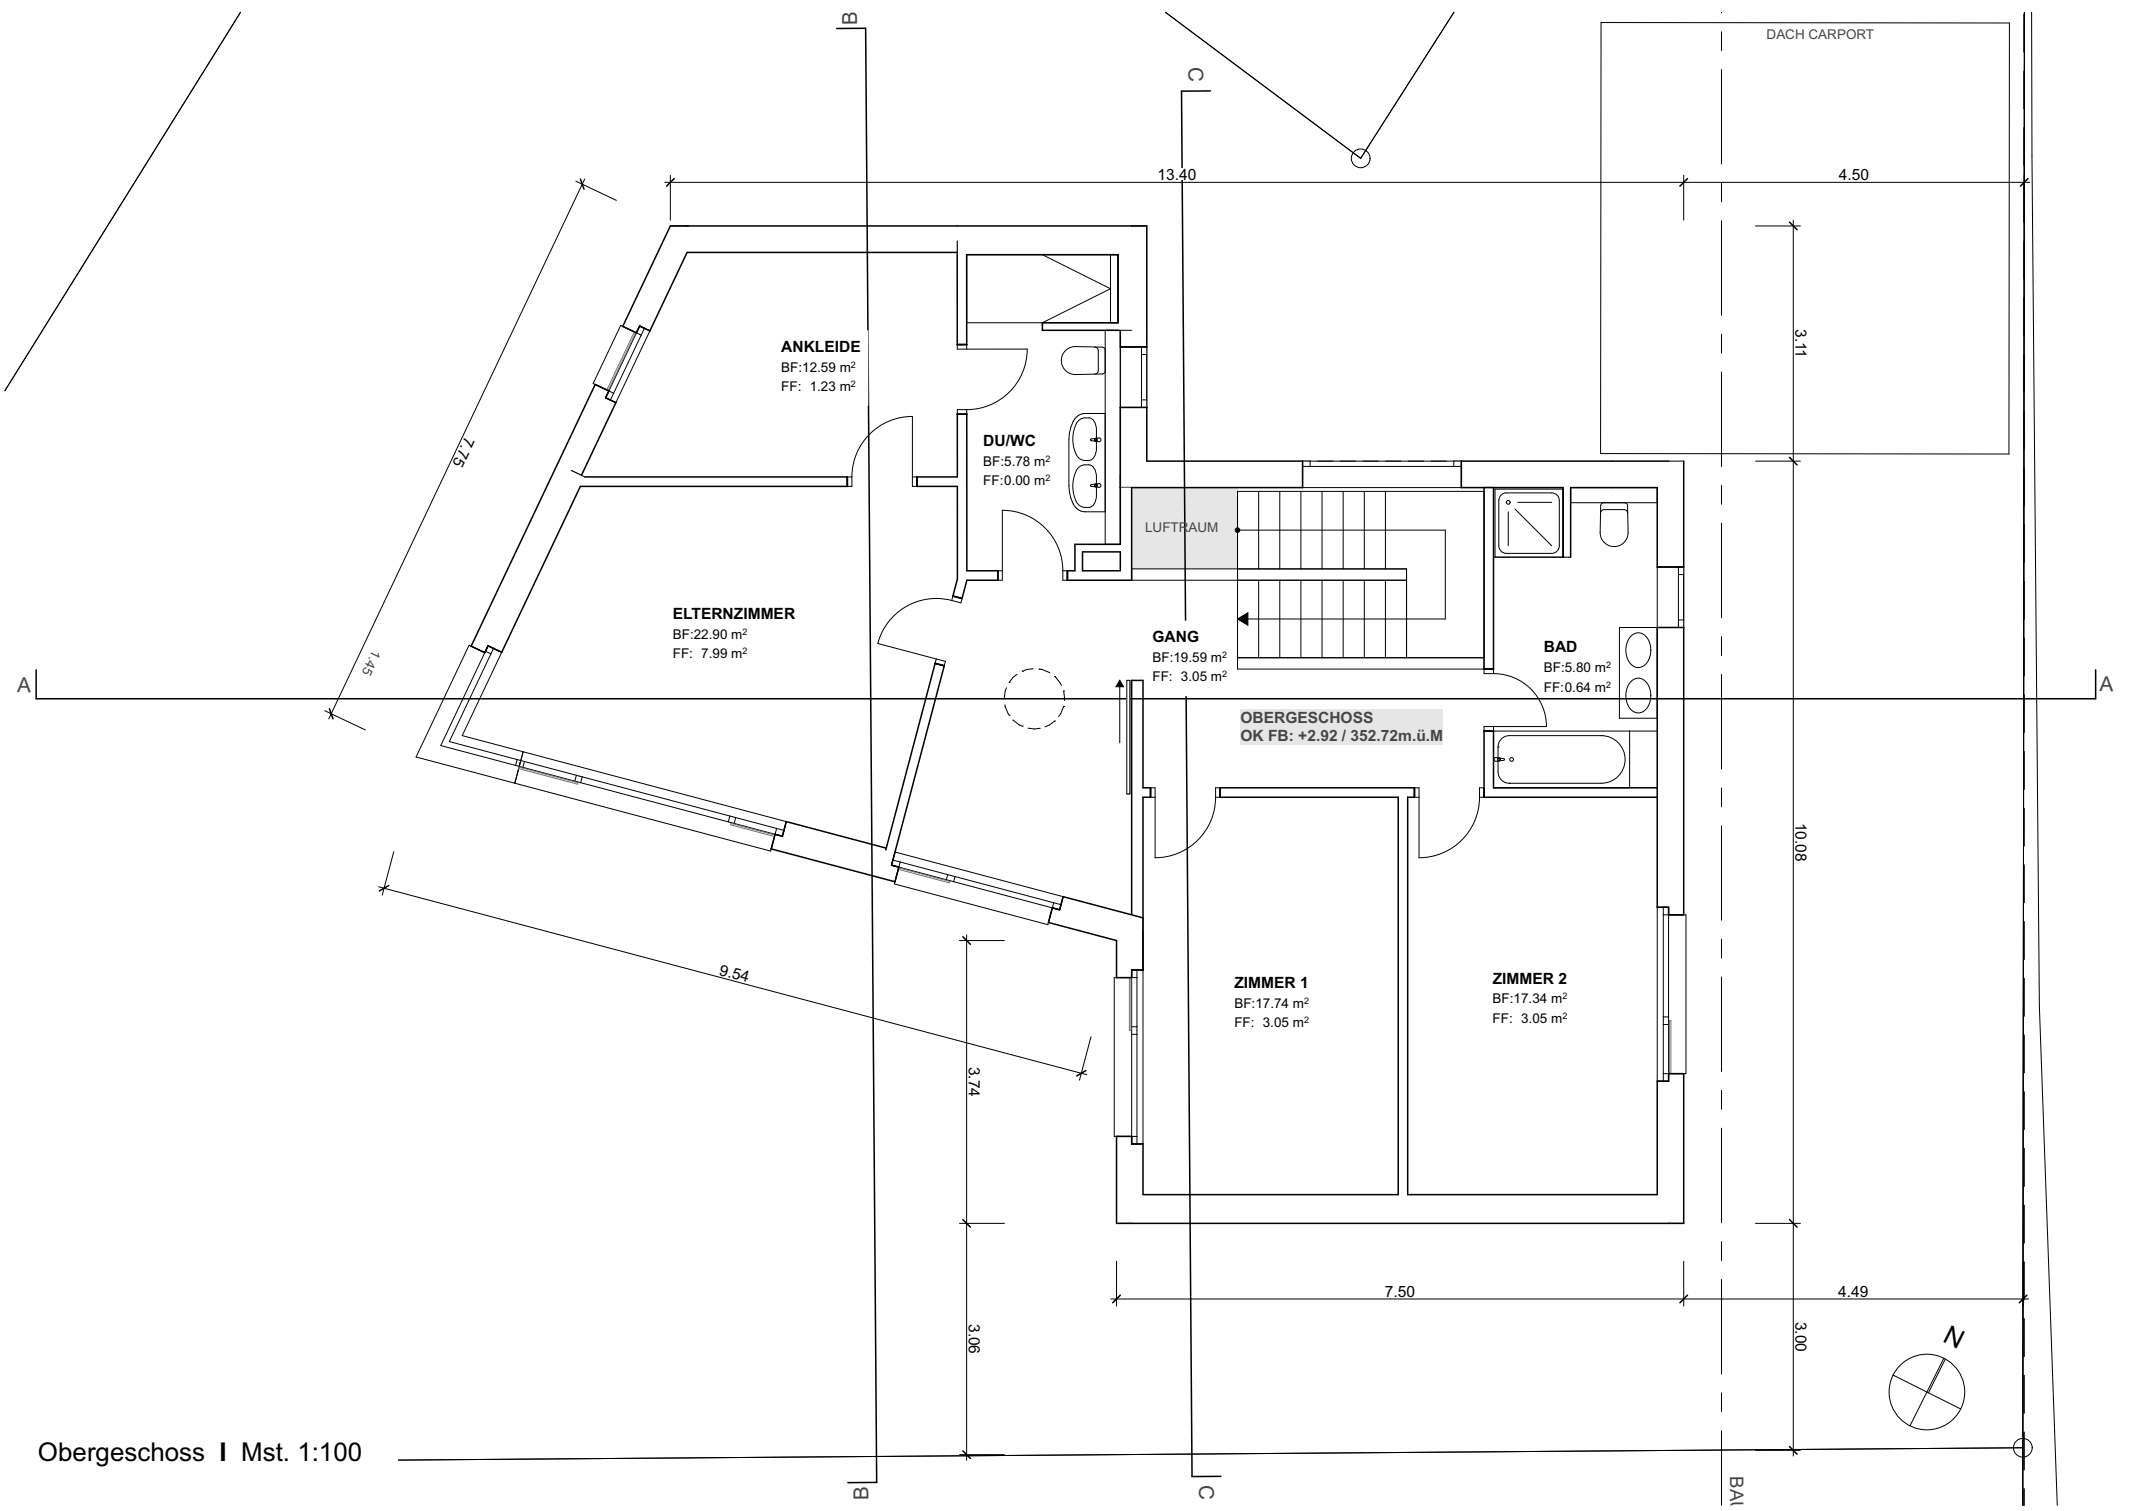 B
C
DACH CARPORT
13.40
4.50
3.11
7.75
1.45
ANKLEIDE
BF:12.59 m²
FF: 1.23 m²
DU/WC
BF:5.78 m²
FF:0.00 m²
LUFTRAUM
ELTERNZIMMER
BF:22.90 m²
FF: 7.99 m²
GANG
BF:19.59 m²
FF: 3.05 m²
BAD
BF:5.80 m²
FF:0.64 m²
A
A
OBERGESCHOSS
OK FB: +2.92 / 352.72m.ü.M
10.08
9.54
ZIMMER 1
BF:17.74 m²
FF: 3.05 m²
ZIMMER 2
BF:17.34 m²
FF: 3.05 m²
3.74
7.50
4.49
3.06
3.00
N
Obergeschoss I Mst. 1:100
B
C